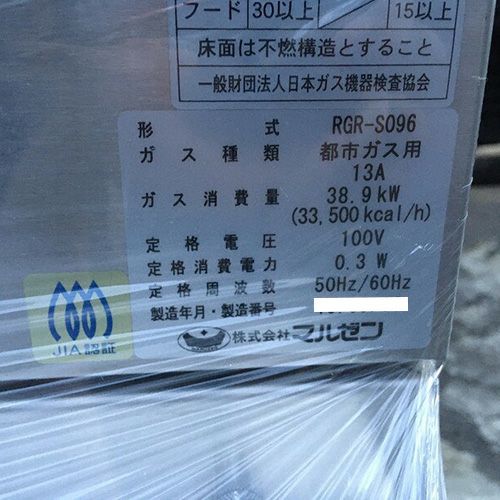 フード 30以上 15以上
床面は不燃構造とすること
一般財団法人日本ガス機器検査協会
形式 RGR-S096
ガス種類 都市ガス用
13A
ガス消費量 38.9kW
(33,500kcal/h)
定格電圧 100V
定格消費電力 0.3W
定格周波数 50Hz/60Hz
製造年月・製造番号
株式会社マルゼン
JIA認証